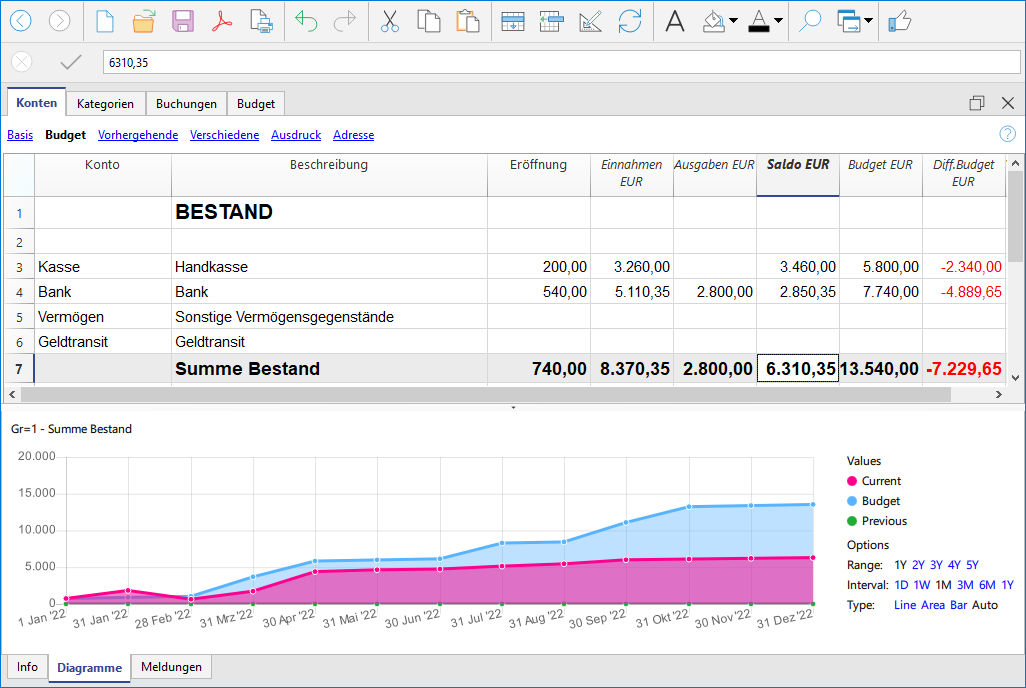 6310,35
Konten Kategorien Buchungen Budget
Basis Budget Vorhergehende Verschiedene Ausdruck Adresse
Konto Beschreibung Eröffnung Einnahmen EUR Ausgaben EUR Saldo EUR Budget EUR Diff.Budget EUR
1 BESTAND
2
3 Kasse Handkasse 200,00 3.260,00 3.460,00 5.800,00 -2.340,00
4 Bank Bank 540,00 5.110,35 2.800,00 2.850,35 7.740,00 -4.889,65
5 Vermögen Sonstige Vermögensgegenstände
6 Geldtransit Geldtransit
7 Summe Bestand 740,00 8.370,35 2.800,00 6.310,35 13.540,00 -7.229,65
Gr=1 - Summe Bestand
20.000
15.000
10.000
5.000
0
1 Jan '22 31 Jan '22 28 Feb '22 31 Mrz '22 30 Apr '22 31 Mai '22 30 Jun '22 31 Jul '22 31 Aug '22 30 Sep '22 31 Okt '22 30 Nov '22 31 Dez '22
Values
Current
Budget
Previous
Options
Range: 1Y 2Y 3Y 4Y 5Y
Interval: 1D 1W 1M 3M 6M 1Y
Type: Line Area Bar Auto
Info Diagramme Meldungen